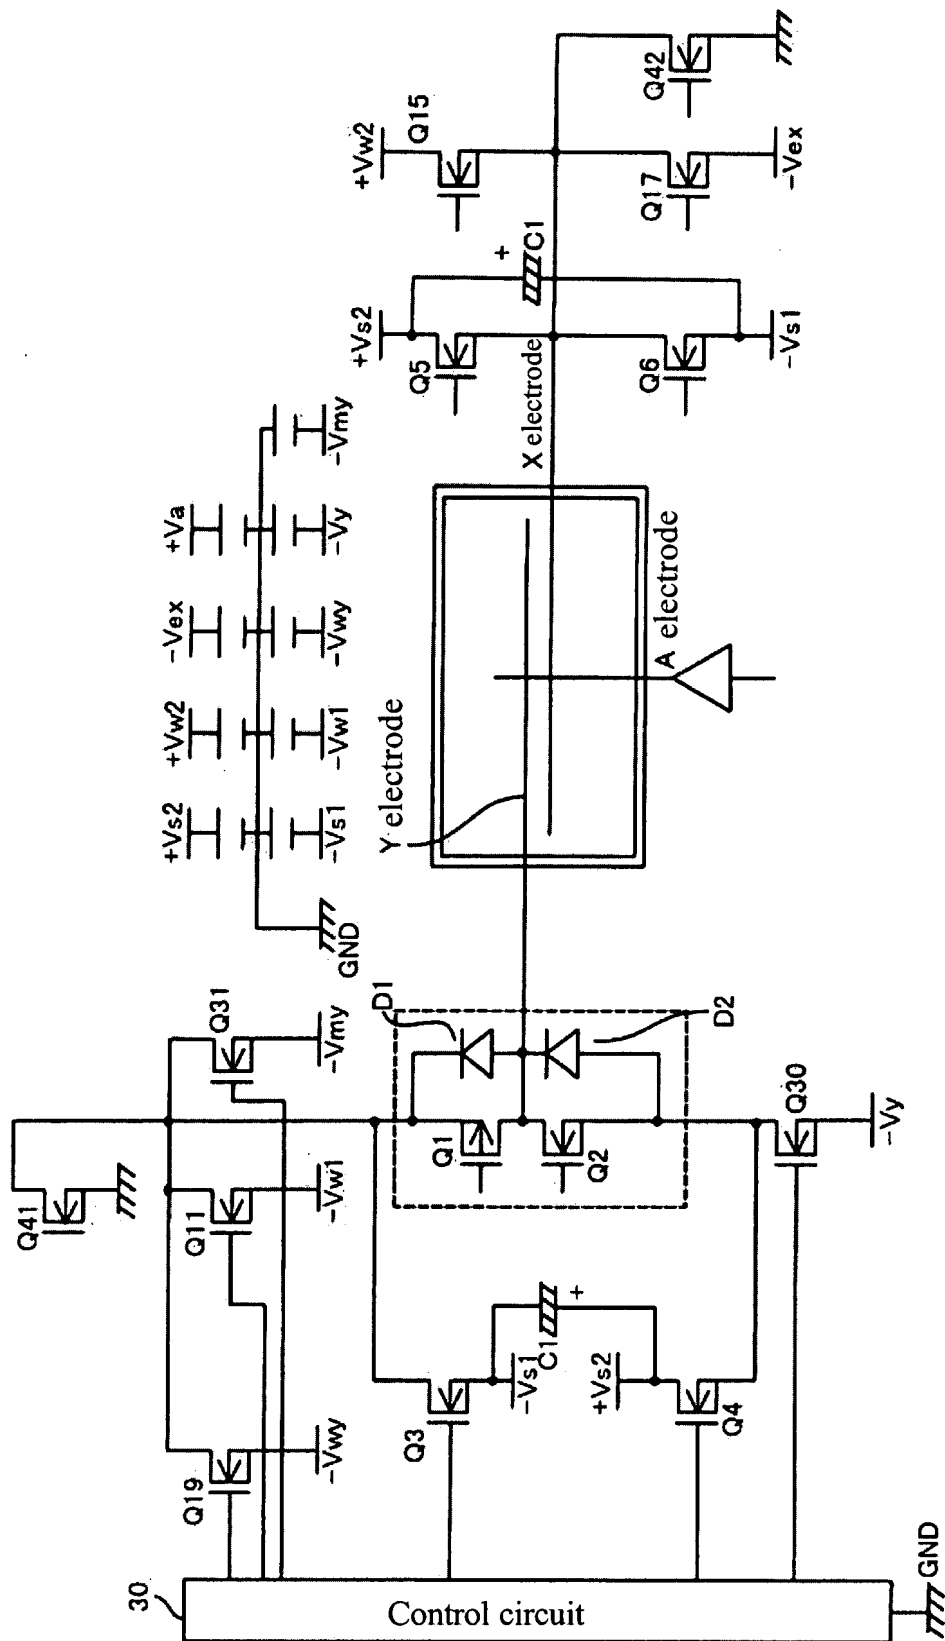 30
Control circuit
GND
Q19
-Vwy
Q41
Q11
-Vw1
Q31
-Vmy
Q3
-Vs1
C1
+
+Vs2
Q4
Q1
Q2
D1
D2
Q30
-Vy
GND
+Vs2
-Vs1
+Vw2
-Vw1
-Vex
-Vwy
+Va
-Vy
-Vmy
Y electrode
A electrode
X electrode
+Vs2
Q5
Q6
-Vs1
+
C1
+Vw2
Q15
Q17
-Vex
Q42